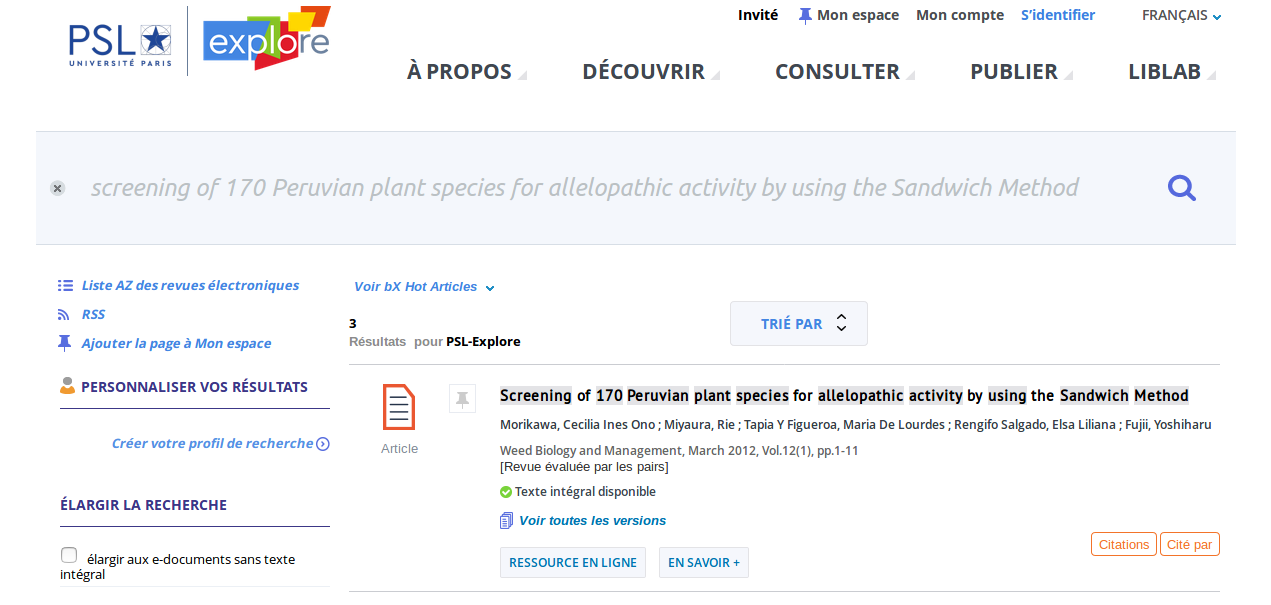 PSL
UNIVERSITÉ PARIS
explore
Invité Mon espace Mon compte S'identifier FRANÇAIS
À PROPOS DÉCOUVRIR CONSULTER PUBLIER LIBLAB
screening of 170 Peruvian plant species for allelopathic activity by using the Sandwich Method
Liste AZ des revues électroniques
RSS
Ajouter la page à Mon espace
PERSONNALISER VOS RÉSULTATS
Créer votre profil de recherche
ÉLARGIR LA RECHERCHE
élargir aux e-documents sans texte
intégral
Voir bX Hot Articles
3
Résultats pour PSL-Explore
TRIÉ PAR
Article
Screening of 170 Peruvian plant species for allelopathic activity by using the Sandwich Method
Morikawa, Cecilia Ines Ono ; Miyaura, Rie ; Tapia Y Figueroa, Maria De Lourdes ; Rengifo Salgado, Elsa Liliana ; Fujii, Yoshiharu
Weed Biology and Management, March 2012, Vol.12(1), pp.1-11
[Revue évaluée par les pairs]
Texte intégral disponible
Voir toutes les versions
Citations Cité par
RESSOURCE EN LIGNE EN SAVOIR +